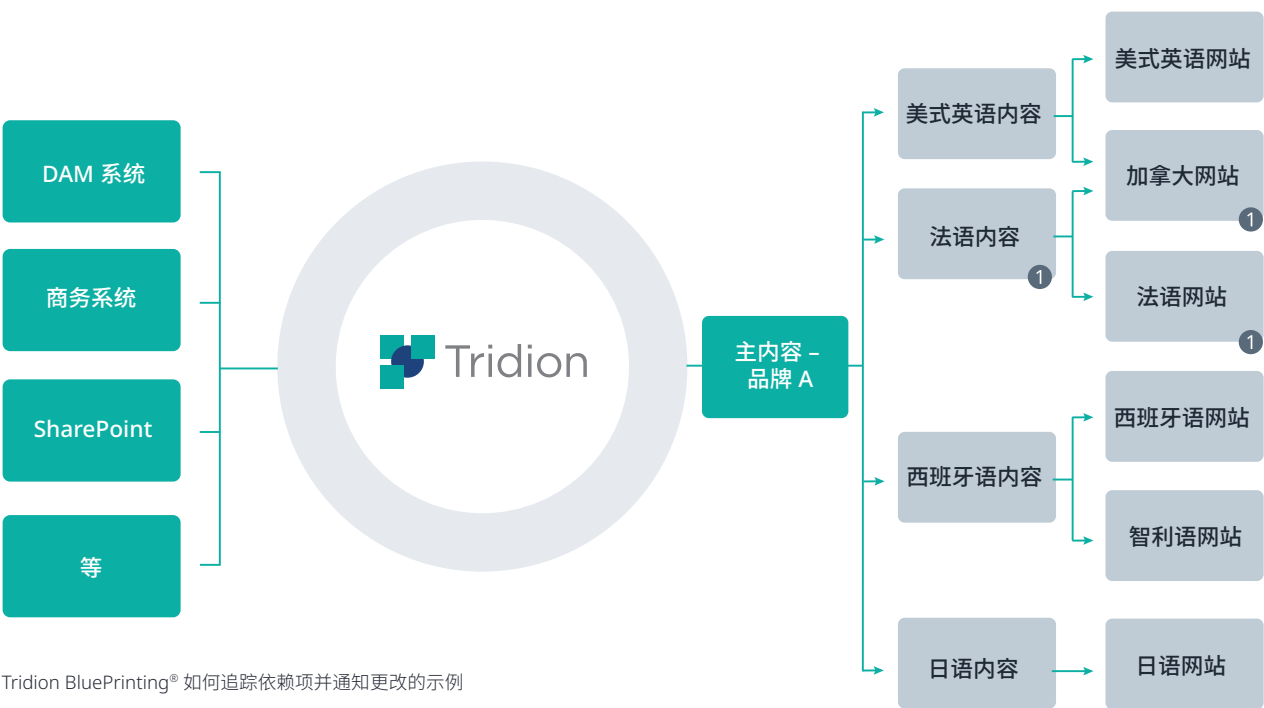 DAM 系统
商务系统
SharePoint
等
Tridion
主内容 –
品牌 A
美式英语内容
法语内容
1
西班牙语内容
日语内容
美式英语网站
加拿大网站
1
法语网站
1
西班牙语网站
智利语网站
日语网站
Tridion BluePrinting® 如何追踪依赖项并通知更改的示例